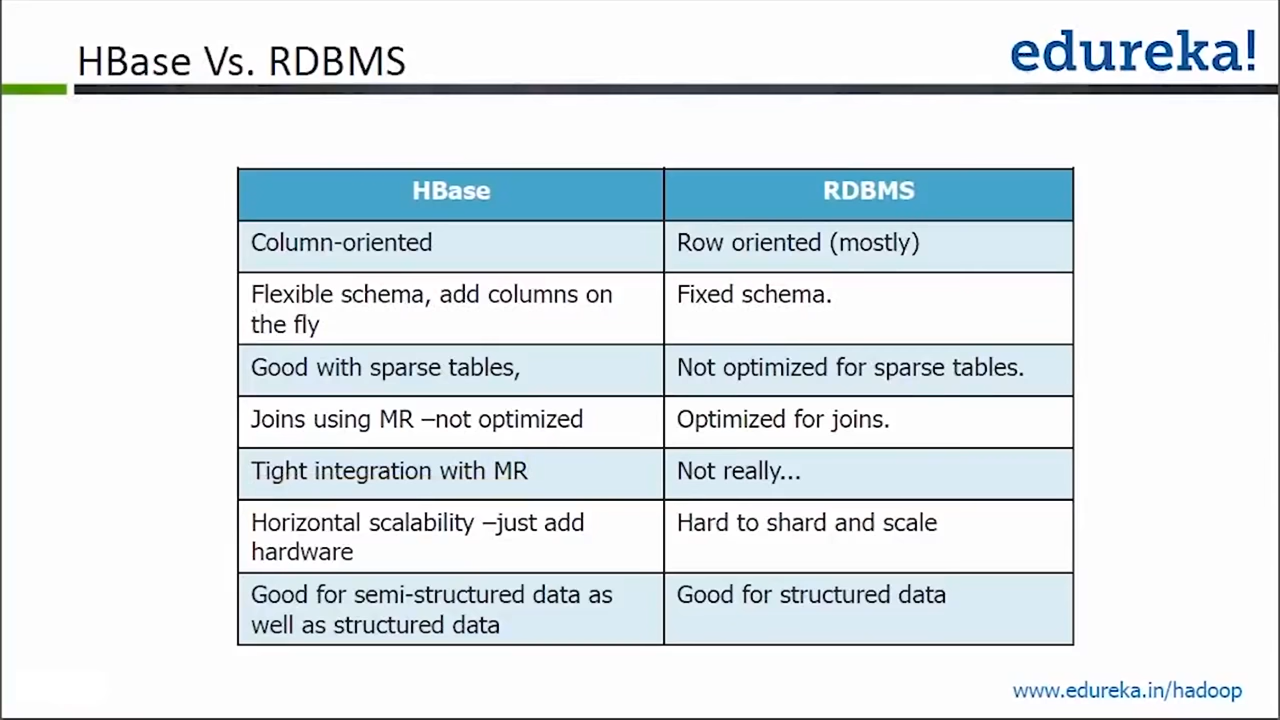 HBase Vs. RDBMS
edureka!
HBase
RDBMS
Column-oriented
Row oriented (mostly)
Flexible schema, add columns on
the fly
Fixed schema.
Good with sparse tables,
Not optimized for sparse tables.
Joins using MR –not optimized
Optimized for joins.
Tight integration with MR
Not really...
Horizontal scalability –just add
hardware
Hard to shard and scale
Good for semi-structured data as
well as structured data
Good for structured data
www.edureka.in/hadoop